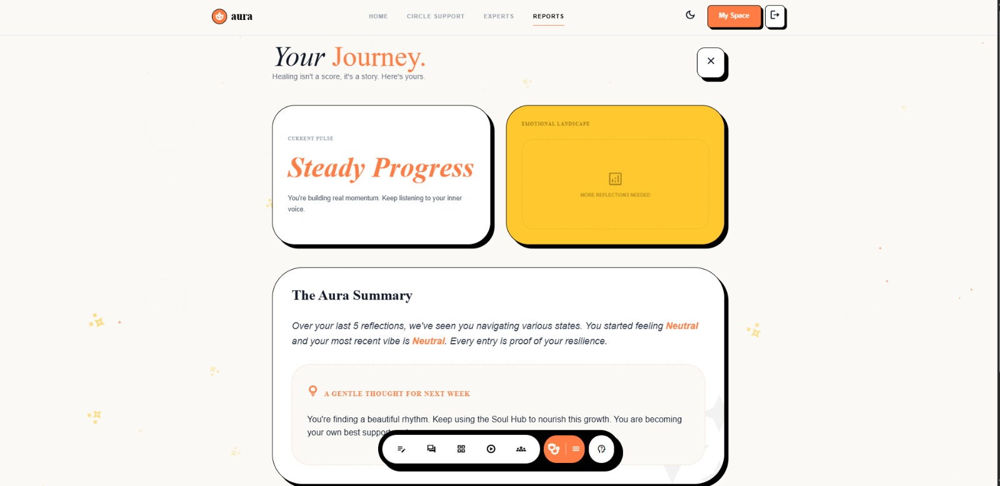 aura
HOME CIRCLE SUPPORT EXPERTS REPORTS
My Space
Your Journey.
Healing isn't a score, it's a story. Here's yours.
CURRENT PULSE
Steady Progress
You're building real momentum. Keep listening to your inner
voice.
EMOTIONAL LANDSCAPE
MORE REFLECTIONS NEEDED
The Aura Summary
Over your last 5 reflections, we've seen you navigating various states. You started feeling Neutral
and your most recent vibe is Neutral. Every entry is proof of your resilience.
A GENTLE THOUGHT FOR NEXT WEEK
You're finding a beautiful rhythm. Keep using the Soul Hub to nourish this growth. You are becoming
your own best